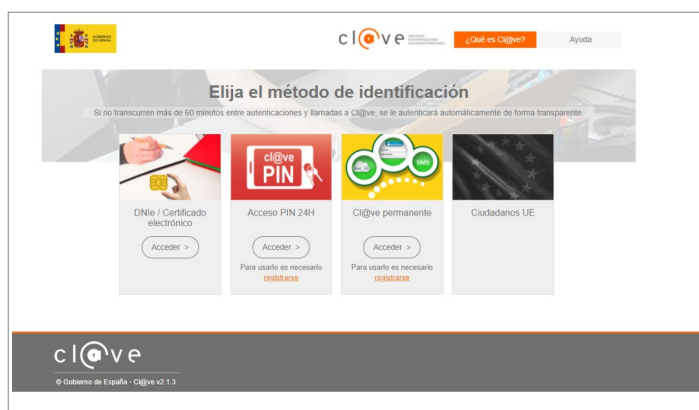 GOBIERNO
DE ESPAÑA
cl@ve
¿Qué es Cl@ve?
Ayuda
Elija el método de identificación
Si no transcurren más de 60 minutos entre autenticaciones y llamadas a Cl@ve, se le autenticará automáticamente de forma transparente.
cl@ve
PIN
SMS
DNIe / Certificado
electrónico
Acceder >
Acceso PIN 24H
Acceder >
Para usarlo es necesario
registrarse
Cl@ve permanente
Acceder >
Para usarlo es necesario
registrarse
Ciudadanos UE
cl@ve
© Gobierno de España - Cl@ve v2.1.3